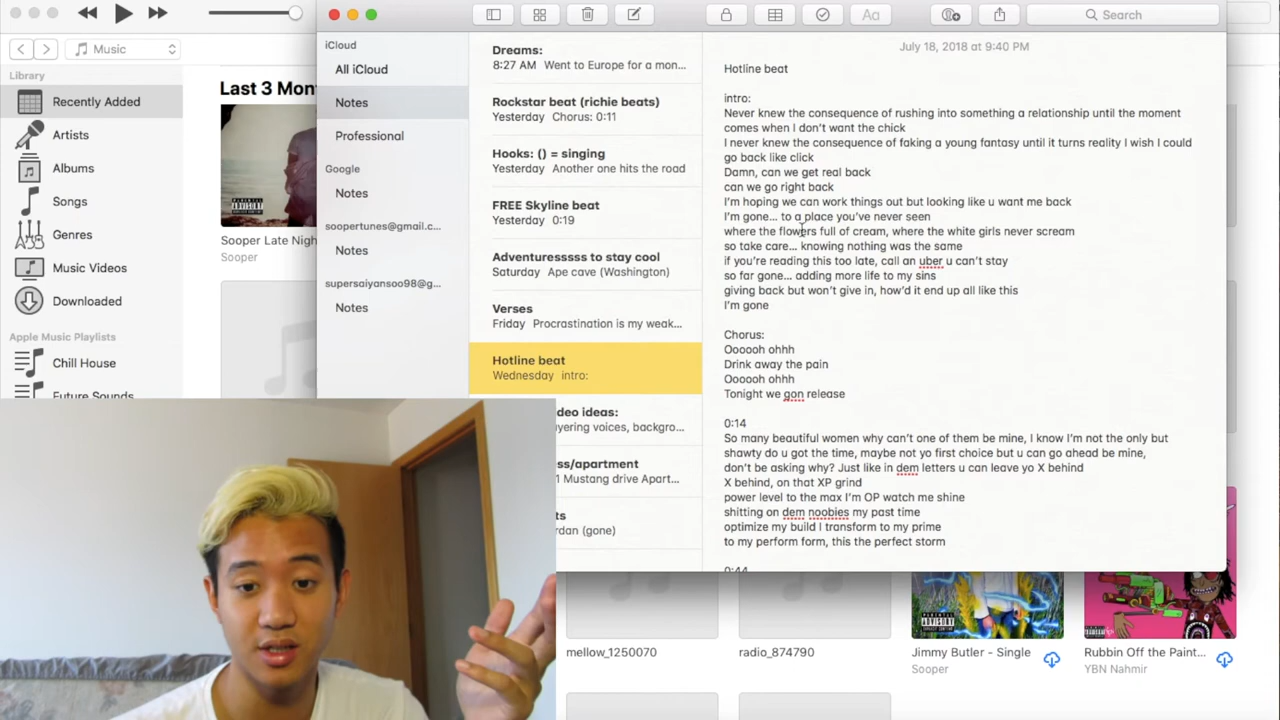 Search
Music
Library
Recently Added
Artists
Albums
Songs
Genres
Music Videos
Downloaded
Apple Music Playlists
Chill House
Future Sounds
Last 3 Mon
Sooper Late Nigh
Sooper
iCloud
All iCloud
Notes
Professional
Google
Notes
soopertunes@gmail.c...
Notes
supersaiyansoo98@g...
Notes
Dreams:
8:27 AM Went to Europe for a mon...
Rockstar beat (richie beats)
Yesterday Chorus: 0:11
Hooks: () = singing
Yesterday Another one hits the road
FREE Skyline beat
Yesterday 0:19
Adventuresssss to stay cool
Saturday Ape cave (Washington)
Verses
Friday Procrastination is my weak...
Hotline beat
Wednesday intro:
deo ideas:
yering voices, backgro...
ss/apartment
1 Mustang drive Apart...
ts
rdan (gone)
Aa
July 18, 2018 at 9:40 PM
Hotline beat
intro:
Never knew the consequence of rushing into something a relationship until the moment
comes when I don't want the chick
I never knew the consequence of faking a young fantasy until it turns reality I wish I could
go back like click
Damn, can we get real back
can we go right back
I'm hoping we can work things out but looking like u want me back
I'm gone... to a place you've never seen
where the flowers full of cream, where the white girls never scream
so take care... knowing nothing was the same
if you're reading this too late, call an uber u can't stay
so far gone... adding more life to my sins
giving back but won't give in, how'd it end up all like this
I'm gone
Chorus:
Oooooh ohhh
Drink away the pain
Oooooh ohhh
Tonight we gon release
0:14
So many beautiful women why can't one of them be mine, I know I'm not the only but
shawty do u got the time, maybe not yo first choice but u can go ahead be mine,
don't be asking why? Just like in dem letters u can leave yo X behind
X behind, on that XP grind
power level to the max I'm OP watch me shine
shitting on dem noobies my past time
optimize my build I transform to my prime
to my perform form, this the perfect storm
0:44
mellow_1250070
radio_874790
Jimmy Butler - Single
Sooper
Rubbin Off the Paint...
YBN Nahmir